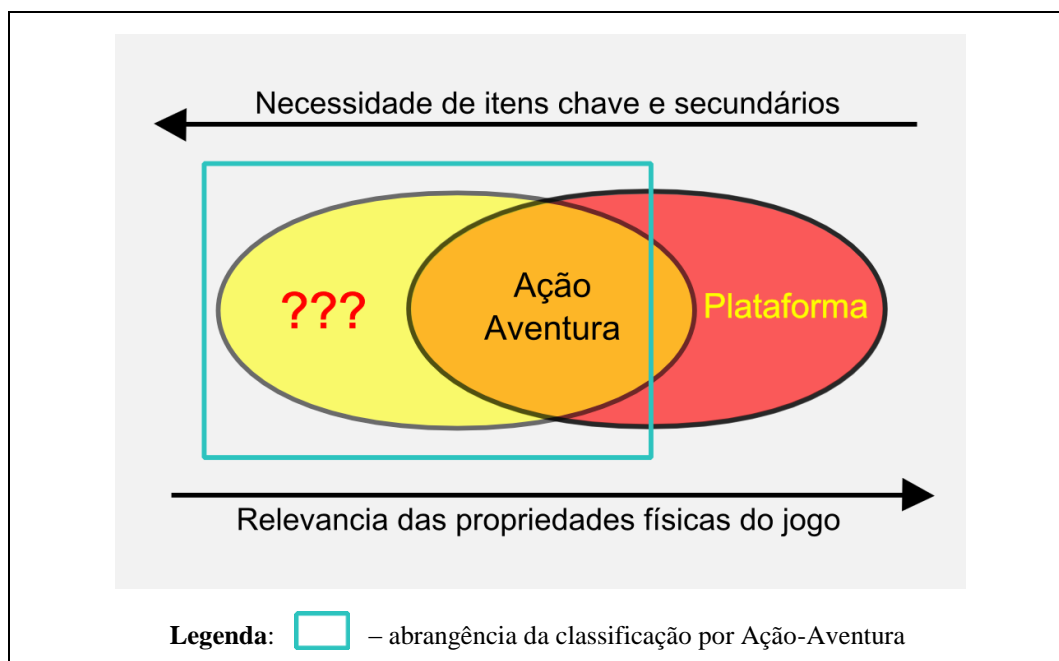 Necessidade de itens chave e secundários
???
Ação
Aventura
Plataforma
Relevancia das propriedades físicas do jogo
Legenda: – abrangência da classificação por Ação-Aventura